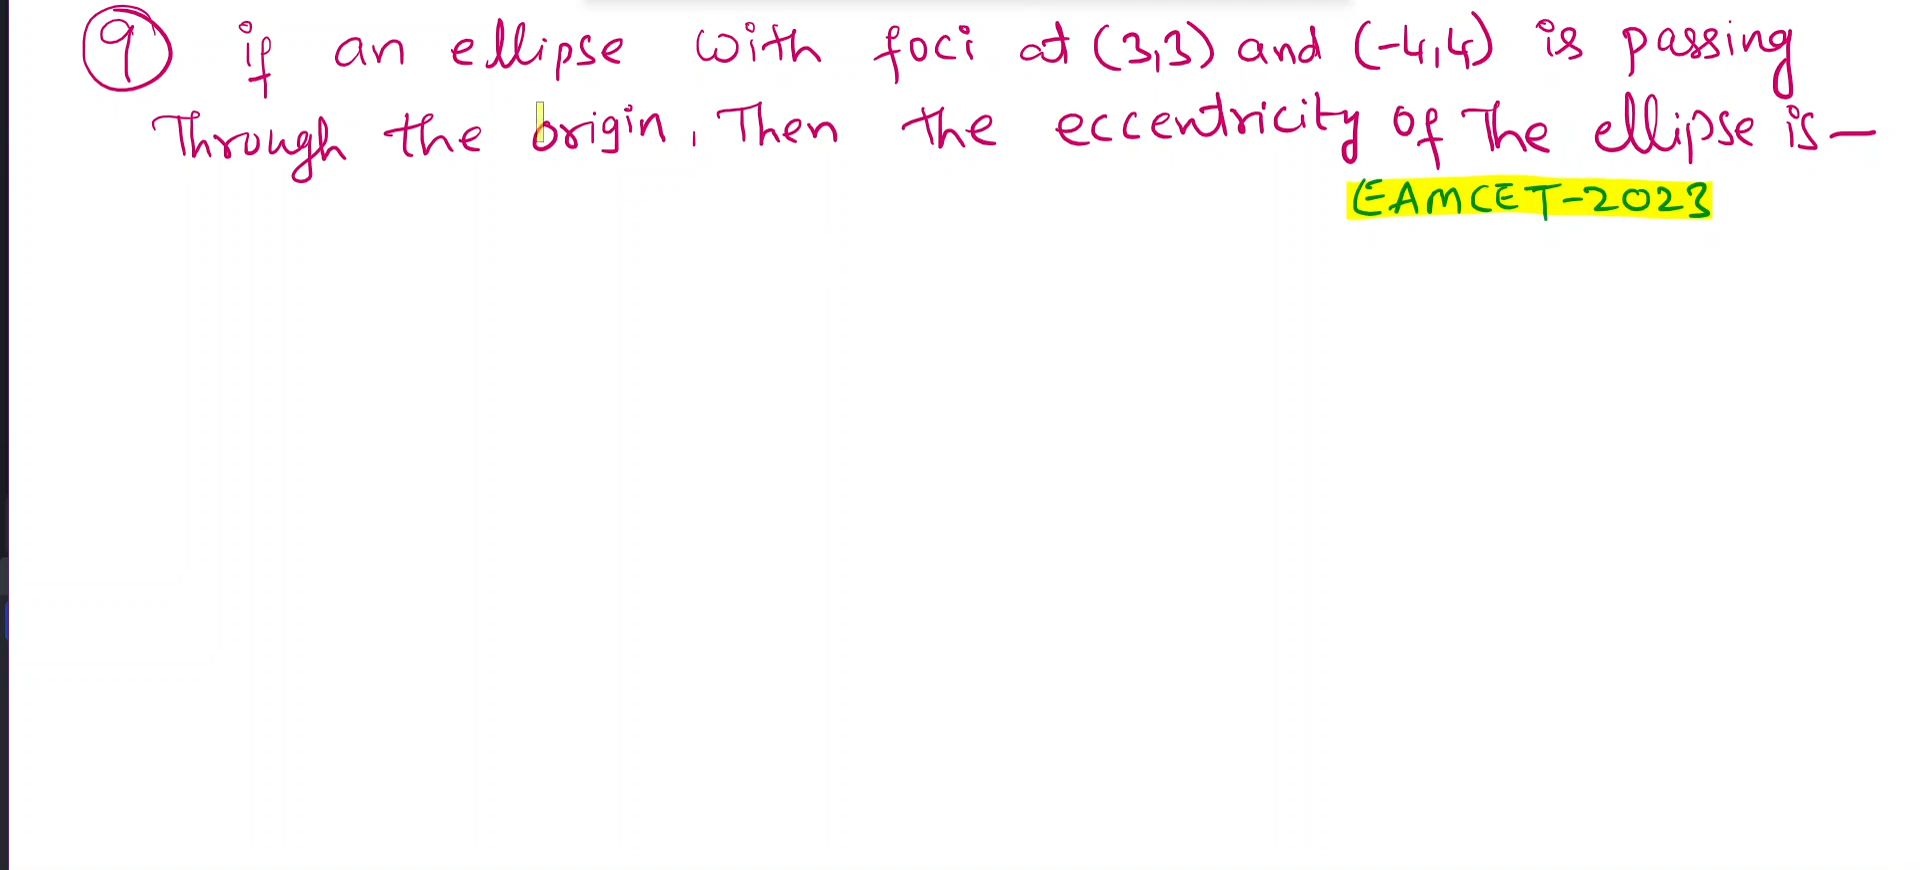 9 if an ellipse with foci at (3,3) and (-4,4) is passing
Through the origin, Then the eccentricity of The ellipse is —
EAMCET-2023